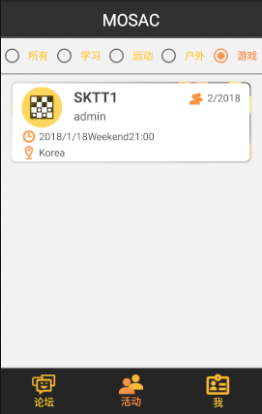 MOSAC
所有 学习 运动 户外 游戏
SKTT1 2/2018
admin
2018/1/18Weekend21:00
Korea
论坛 活动 我